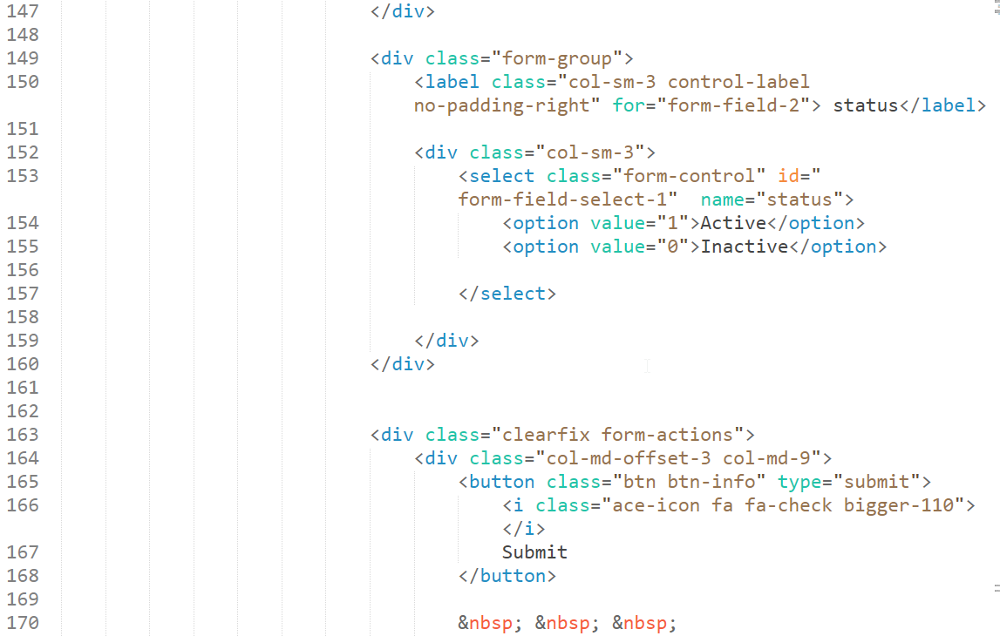 147 </div>
148
149 <div class="form-group">
150 <label class="col-sm-3 control-label
no-padding-right" for="form-field-2"> status</label>
151
152 <div class="col-sm-3">
153 <select class="form-control" id="
form-field-select-1"  name="status">
154 <option value="1">Active</option>
155 <option value="0">Inactive</option>
156
157 </select>
158
159 </div>
160 </div>
161
162
163 <div class="clearfix form-actions">
164 <div class="col-md-offset-3 col-md-9">
165 <button class="btn btn-info" type="submit">
166 <i class="ace-icon fa fa-check bigger-110">
</i>
167 Submit
168 </button>
169
170 &nbsp; &nbsp; &nbsp;